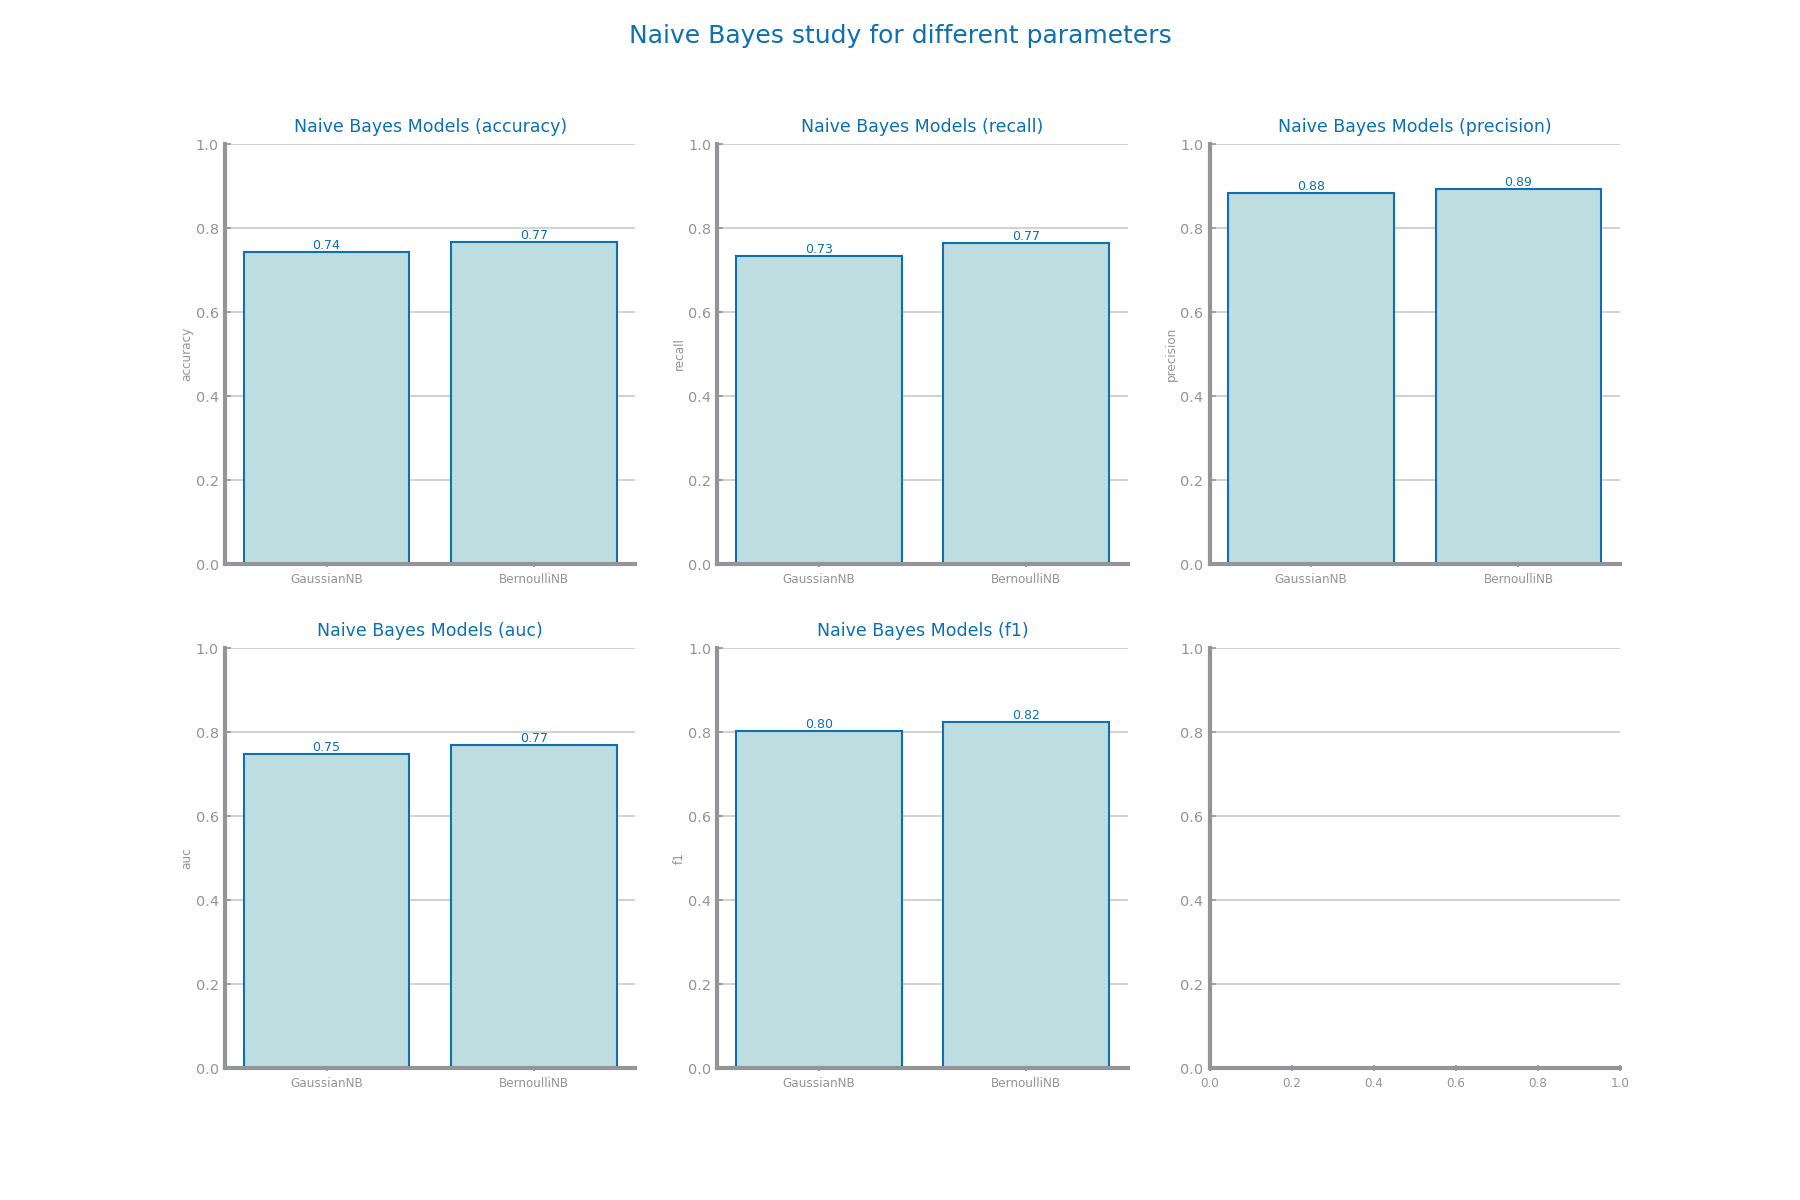 Naive Bayes study for different parameters
Naive Bayes Models (accuracy)
1.0
0.8
0.6
0.4
0.2
0.0
accuracy
0.74
0.77
GaussianNB
BernoulliNB
Naive Bayes Models (recall)
1.0
0.8
0.6
0.4
0.2
0.0
recall
0.73
0.77
GaussianNB
BernoulliNB
Naive Bayes Models (precision)
1.0
0.8
0.6
0.4
0.2
0.0
precision
0.88
0.89
GaussianNB
BernoulliNB
Naive Bayes Models (auc)
1.0
0.8
0.6
0.4
0.2
0.0
auc
0.75
0.77
GaussianNB
BernoulliNB
Naive Bayes Models (f1)
1.0
0.8
0.6
0.4
0.2
0.0
f1
0.80
0.82
GaussianNB
BernoulliNB
1.0
0.8
0.6
0.4
0.2
0.0
0.0 0.2 0.4 0.6 0.8 1.0